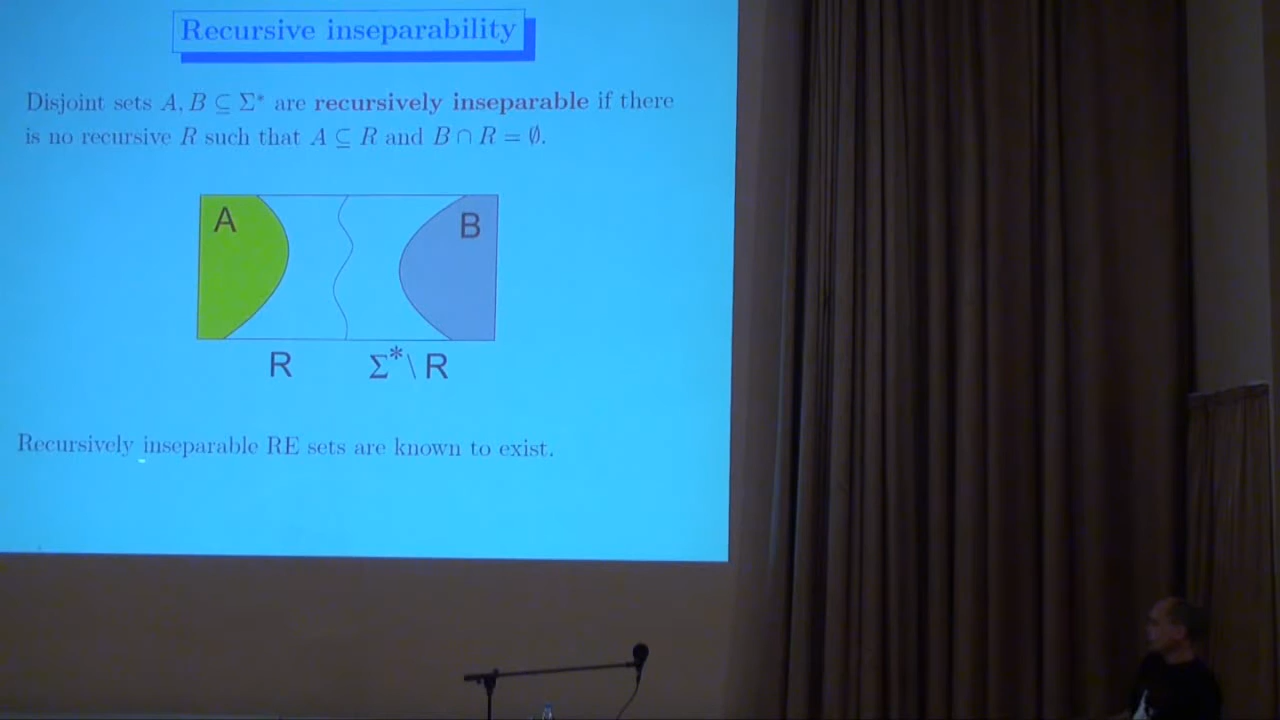 Recursive inseparability
Disjoint sets A, B ⊆ Σ* are recursively inseparable if there
is no recursive R such that A ⊆ R and B ∩ R = ∅.
A
B
R
Σ* \ R
Recursively inseparable RE sets are known to exist.